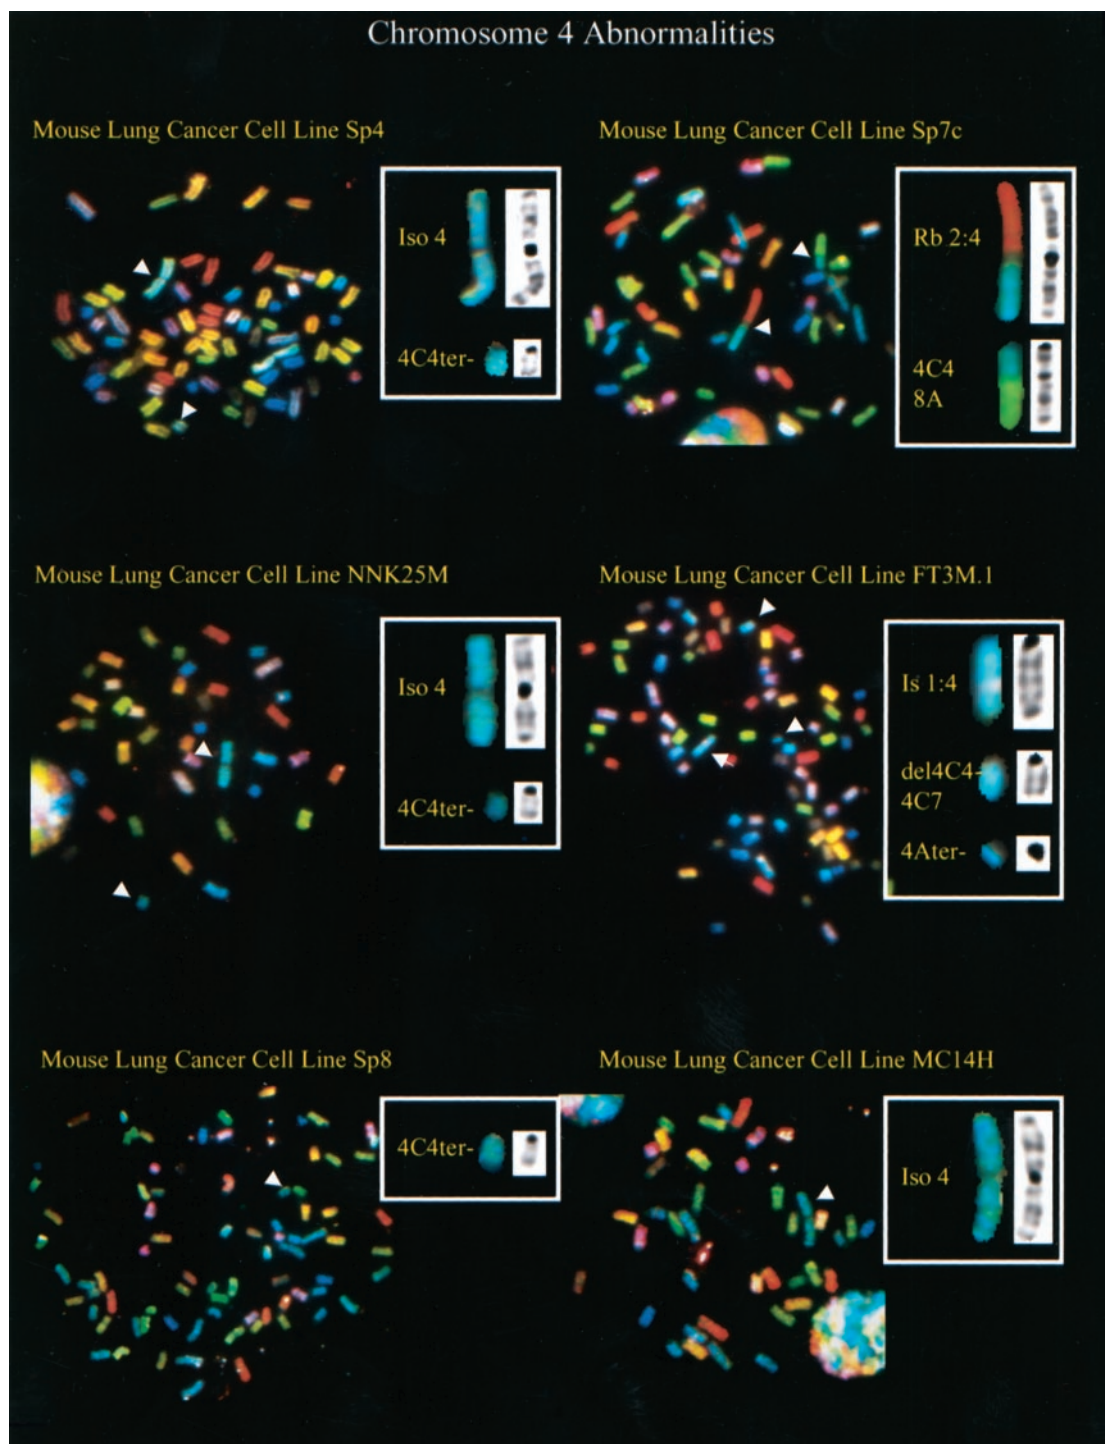 Chromosome 4 Abnormalities
Mouse Lung Cancer Cell Line Sp4
Iso 4
4C4ter-
Mouse Lung Cancer Cell Line Sp7c
Rb 2:4
4C4
8A
Mouse Lung Cancer Cell Line NNK25M
Iso 4
4C4ter-
Mouse Lung Cancer Cell Line FT3M.1
Is 1:4
del4C4-
4C7
4Ater-
Mouse Lung Cancer Cell Line Sp8
4C4ter-
Mouse Lung Cancer Cell Line MC14H
Iso 4